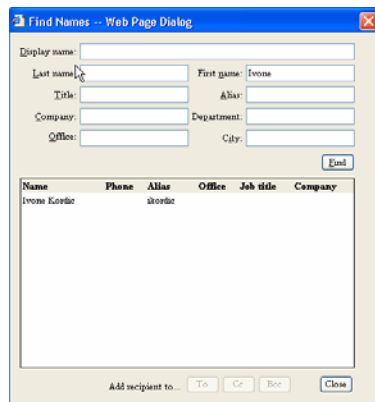 Find Names -- Web Page Dialog
Display name:
Last name: First name: Ivone
Title: Alias:
Company: Department:
Office: City:
Find
Name Phone Alias Office Job title Company
Ivone Kordic skordic
Add recipient to... To Cc Bcc Close